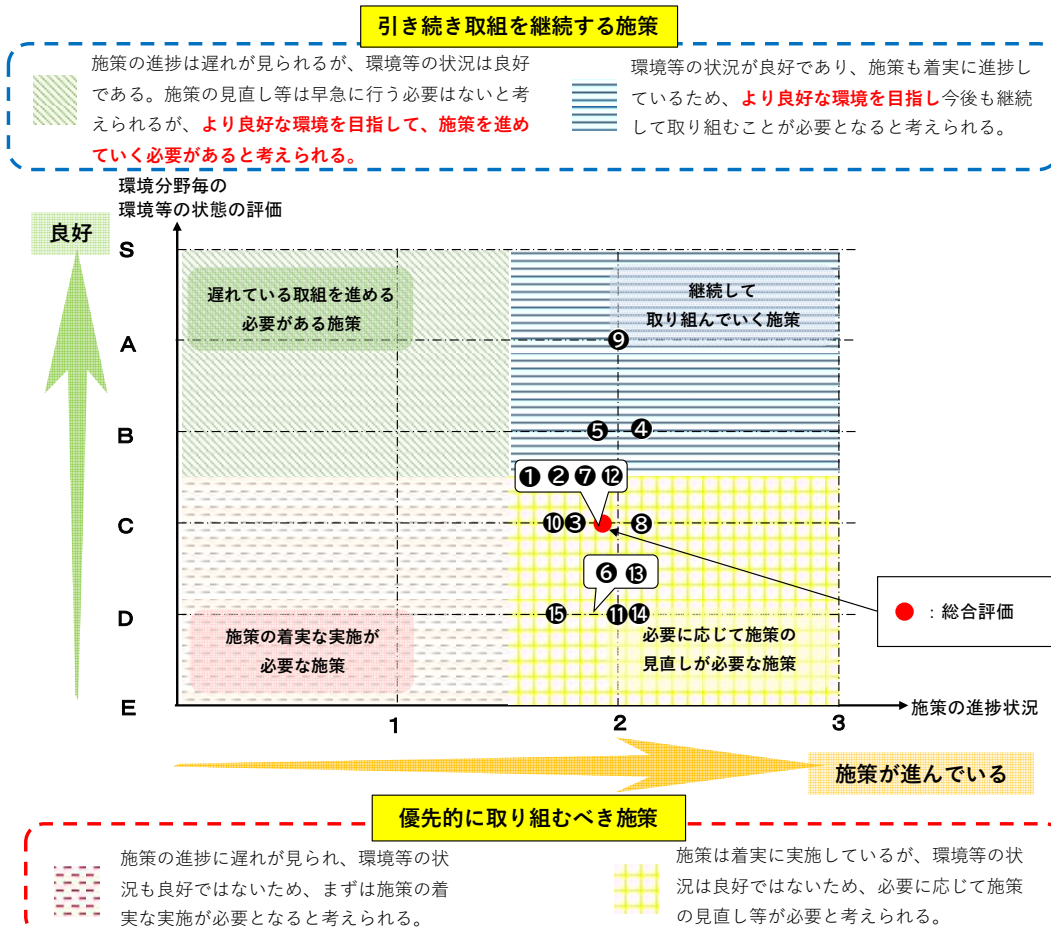 引き続き取組を継続する施策
施策の進捗は遅れが見られるが、環境等の状況は良好
である。施策の見直し等は早急に行う必要はないと考
えられるが、より良好な環境を目指して、施策を進め
ていく必要があると考えられる。
環境等の状況が良好であり、施策も着実に進捗し
ているため、より良好な環境を目指し今後も継続
して取り組むことが必要となると考えられる。
環境分野毎の
環境等の状態の評価
良好
S
遅れている取組を進める
必要がある施策
継続して
取り組んでいく施策
A
❾
B
❺ ❹
❶ ❷ ❼ ⓬
C
❿ ❸ ❽
❻ ⓭
D
⓯ ⓫ ⓮
施策の着実な実施が
必要な施策
必要に応じて施策の
見直しが必要な施策
：総合評価
E
1 2 3
施策の進捗状況
施策が進んでいる
優先的に取り組むべき施策
施策の進捗に遅れが見られ、環境等の状
況も良好ではないため、まずは施策の着
実な実施が必要となると考えられる。
施策は着実に実施しているが、環境等の状
況は良好ではないため、必要に応じて施策
の見直し等が必要と考えられる。